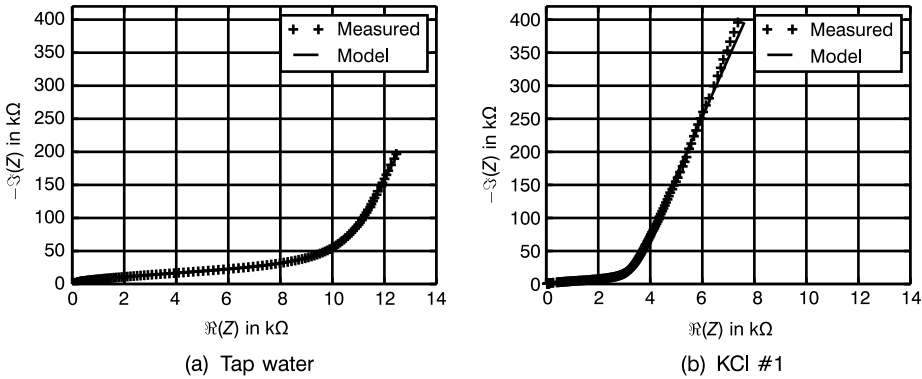 400
350
300
250
200
150
100
50
0
−ℑ(Z) in kΩ
+ + Measured
— Model
0 2 4 6 8 10 12 14
ℜ(Z) in kΩ
(a) Tap water
400
350
300
250
200
150
100
50
0
−ℑ(Z) in kΩ
+ + Measured
— Model
0 2 4 6 8 10 12 14
ℜ(Z) in kΩ
(b) KCl #1